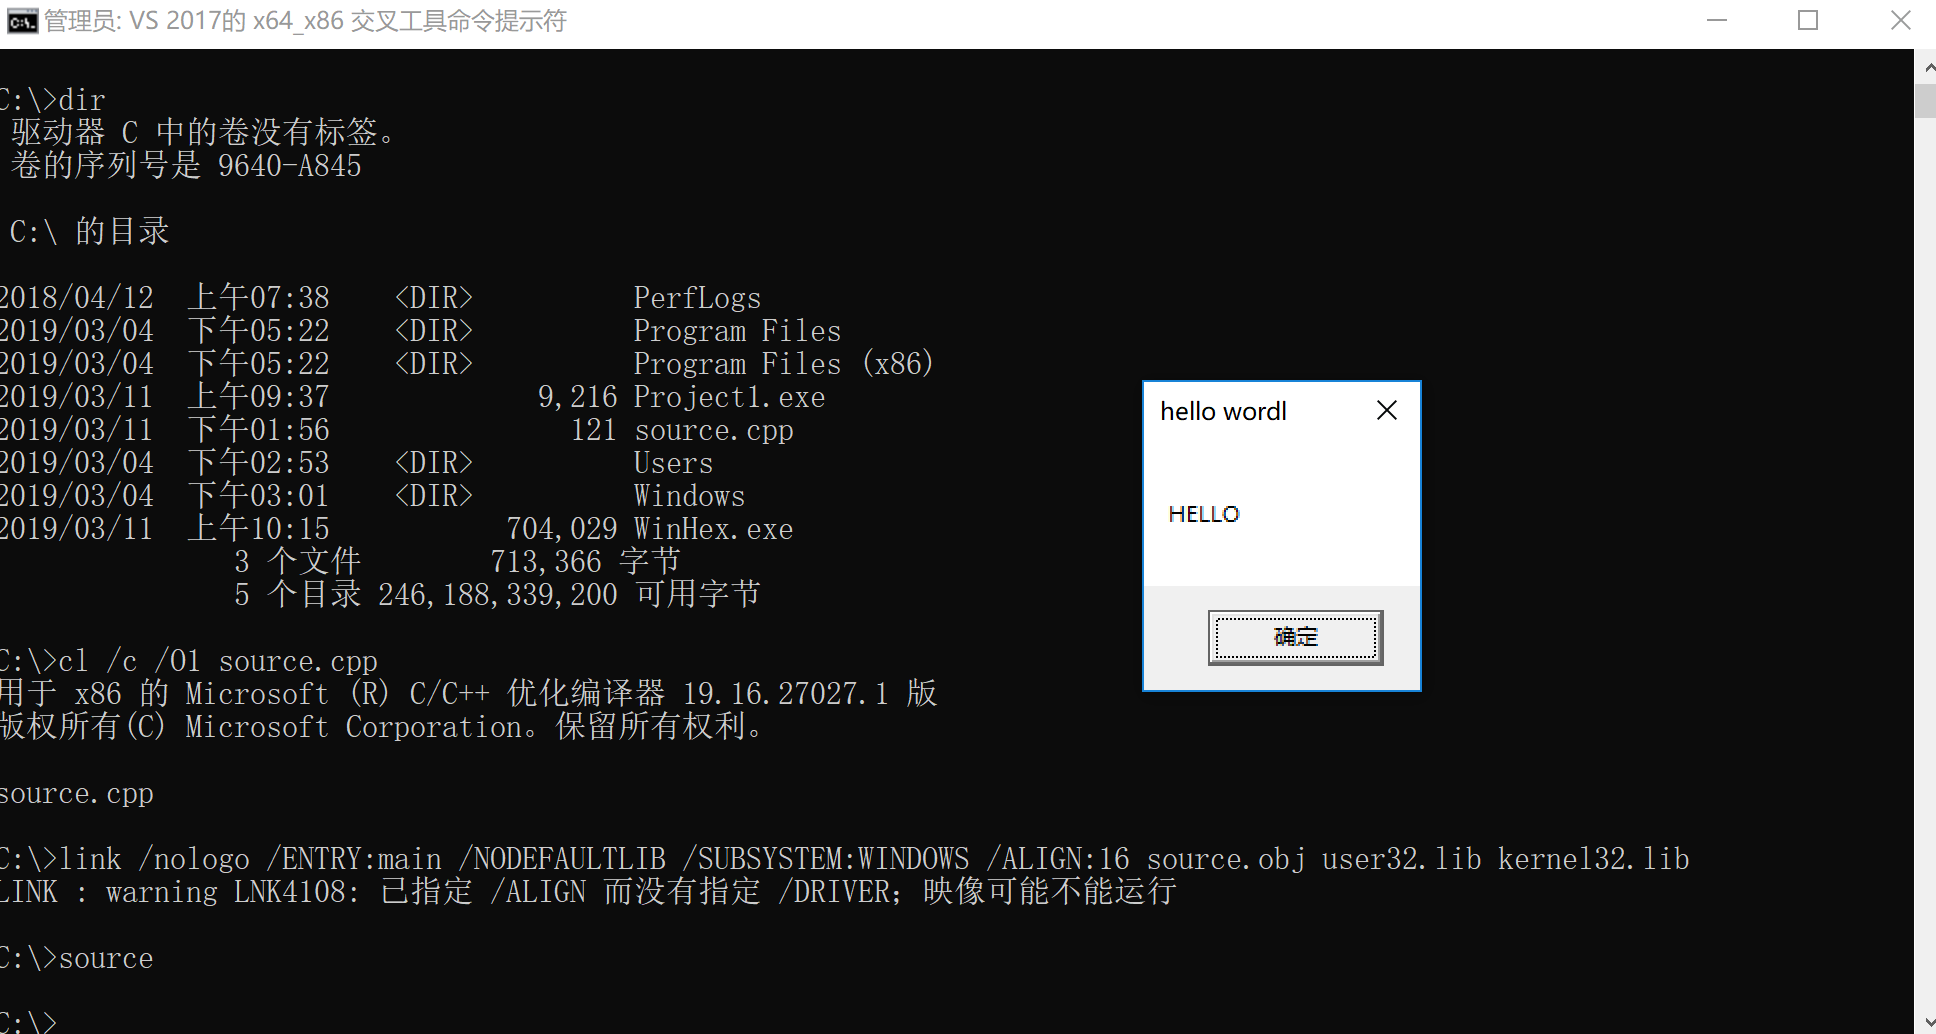 管理员: VS 2017的 x64_x86 交叉工具命令提示符
C:\>dir
驱动器 C 中的卷没有标签。
卷的序列号是 9640-A845
C:\ 的目录
2018/04/12 上午07:38 <DIR> PerfLogs
2019/03/04 下午05:22 <DIR> Program Files
2019/03/04 下午05:22 <DIR> Program Files (x86)
2019/03/11 上午09:37 9,216 Project1.exe
2019/03/11 下午01:56 121 source.cpp
2019/03/04 下午02:53 <DIR> Users
2019/03/04 下午03:01 <DIR> Windows
2019/03/11 上午10:15 704,029 WinHex.exe
3 个文件 713,366 字节
5 个目录 246,188,339,200 可用字节
C:\>cl /c /O1 source.cpp
用于 x86 的 Microsoft (R) C/C++ 优化编译器 19.16.27027.1 版
版权所有(C) Microsoft Corporation。保留所有权利。
source.cpp
C:\>link /nologo /ENTRY:main /NODEFAULTLIB /SUBSYSTEM:WINDOWS /ALIGN:16 source.obj user32.lib kernel32.lib
LINK : warning LNK4108: 已指定 /ALIGN 而没有指定 /DRIVER；映像可能不能运行
C:\>source
C:\>
hello wordl
HELLO
确定